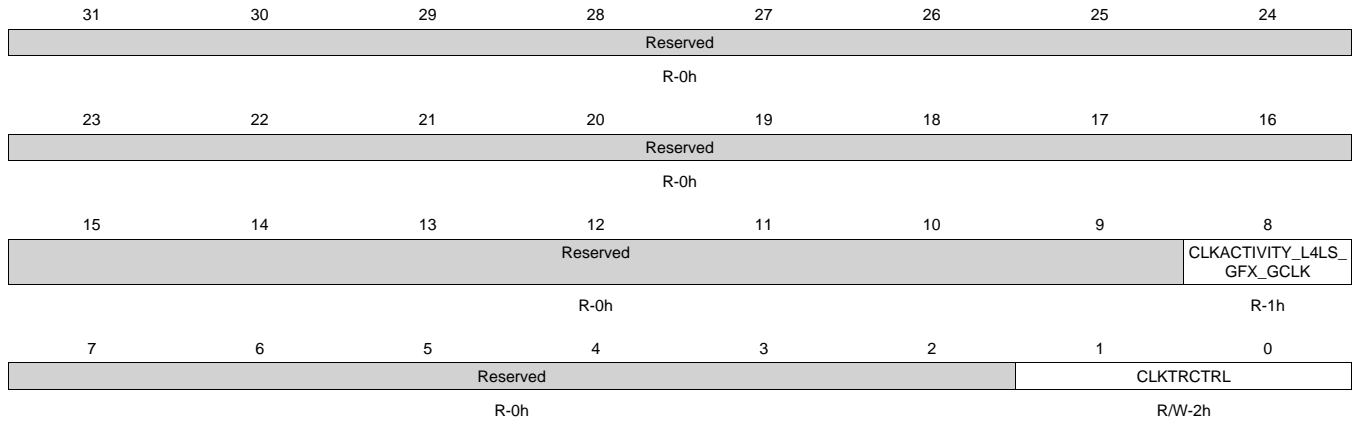 31 30 29 28 27 26 25 24
Reserved
R-0h
23 22 21 20 19 18 17 16
Reserved
R-0h
15 14 13 12 11 10 9 8
Reserved CLKACTIVITY_L4LS_
GFX_GCLK
R-0h R-1h
7 6 5 4 3 2 1 0
Reserved CLKTRCTRL
R-0h R/W-2h